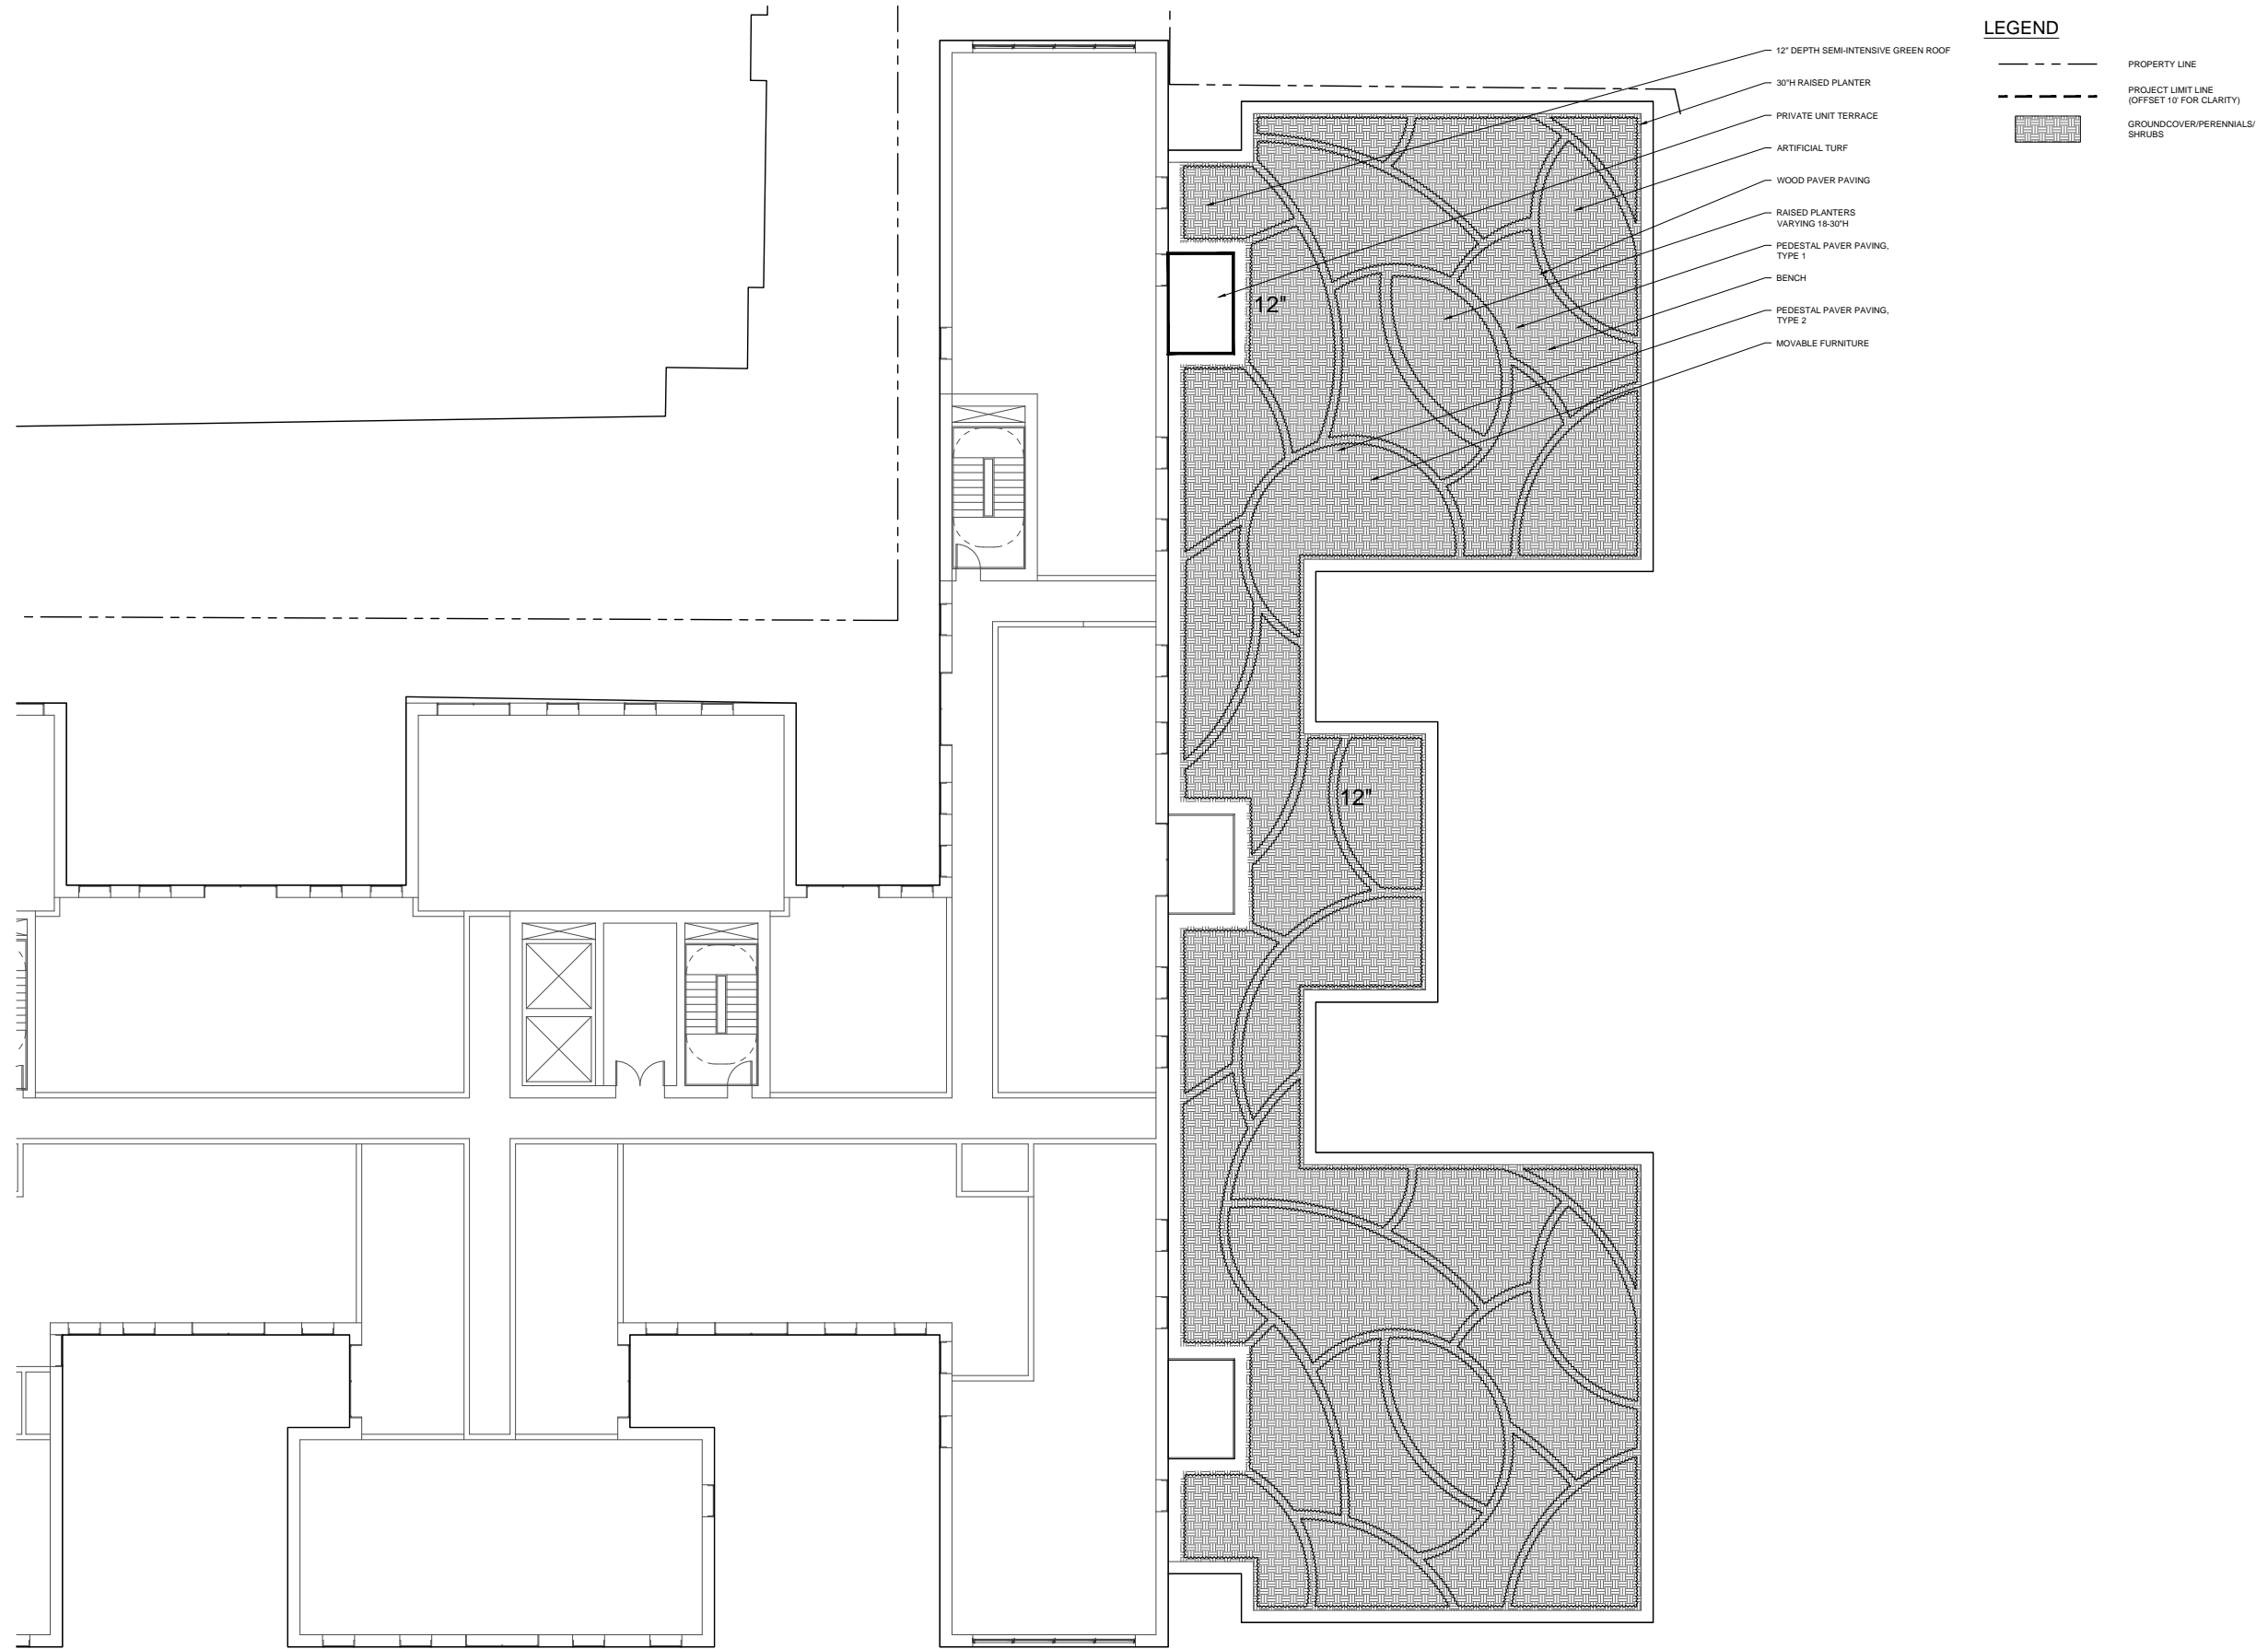 12" DEPTH SEMI-INTENSIVE GREEN ROOF
30"H RAISED PLANTER
PRIVATE UNIT TERRACE
ARTIFICIAL TURF
WOOD PAVER PAVING
RAISED PLANTERS
VARYING 18-30"H
PEDESTAL PAVER PAVING,
TYPE 1
BENCH
PEDESTAL PAVER PAVING,
TYPE 2
MOVABLE FURNITURE
LEGEND
PROPERTY LINE
PROJECT LIMIT LINE
(OFFSET 10' FOR CLARITY)
GROUNDCOVER/PERENNIALS/
SHRUBS
12"
12"